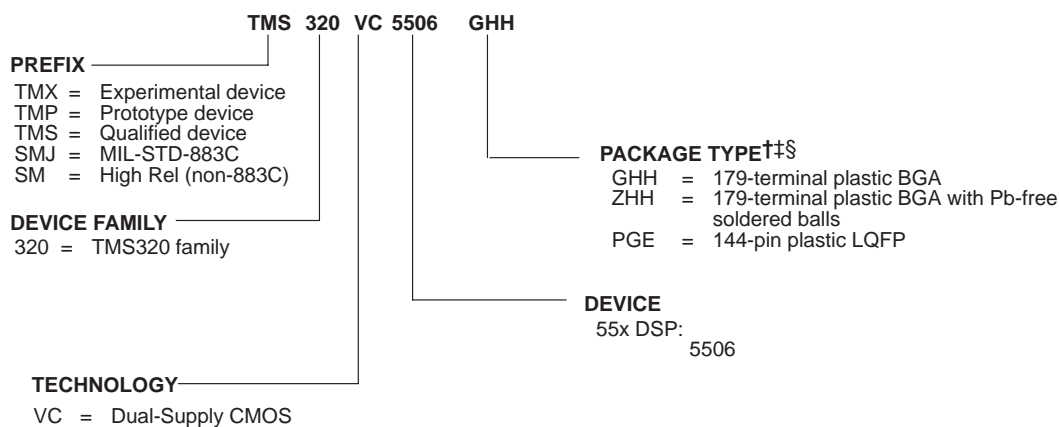 TMS 320 VC 5506 GHH
PREFIX
TMX = Experimental device
TMP = Prototype device
TMS = Qualified device
SMJ = MIL-STD-883C
SM = High Rel (non-883C)
DEVICE FAMILY
320 = TMS320 family
TECHNOLOGY
VC = Dual-Supply CMOS
PACKAGE TYPE†‡§
GHH = 179-terminal plastic BGA
ZHH = 179-terminal plastic BGA with Pb-free
soldered balls
PGE = 144-pin plastic LQFP
DEVICE
55x DSP:
5506